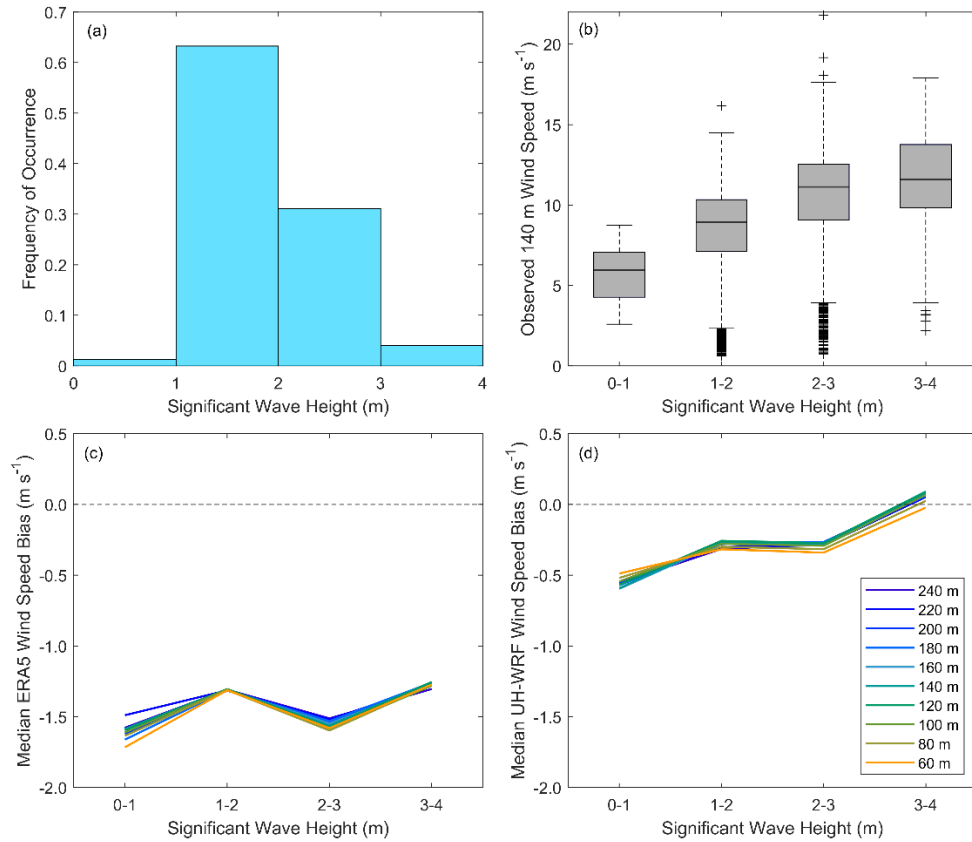 (a)
0.7
0.6
0.5
0.4
0.3
0.2
0.1
0
0 1 2 3 4
Frequency of Occurrence
Significant Wave Height (m)
(b)
20
15
10
5
0
0-1 1-2 2-3 3-4
Observed 140 m Wind Speed (m s-1)
Significant Wave Height (m)
(c)
0.5
0.0
-0.5
-1.0
-1.5
-2.0
0-1 1-2 2-3 3-4
Median ERA5 Wind Speed Bias (m s-1)
Significant Wave Height (m)
(d)
0.5
0.0
-0.5
-1.0
-1.5
-2.0
0-1 1-2 2-3 3-4
Median UH-WRF Wind Speed Bias (m s-1)
Significant Wave Height (m)
240 m
220 m
200 m
180 m
160 m
140 m
120 m
100 m
80 m
60 m